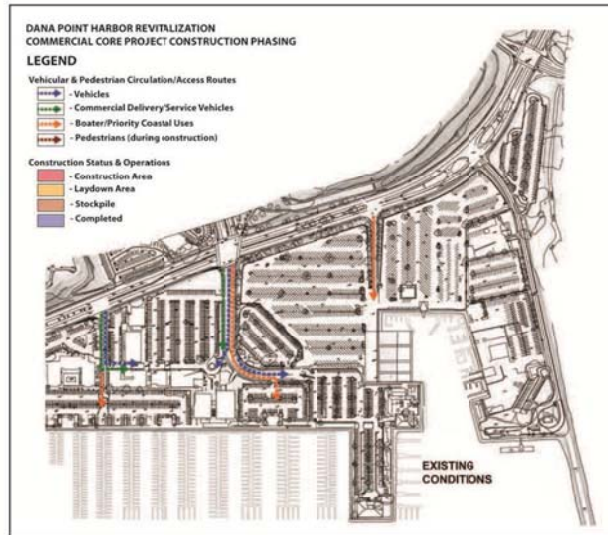 DANA POINT HARBOR REVITALIZATION
COMMERCIAL CORE PROJECT CONSTRUCTION PHASING
LEGEND
Vehicular & Pedestrian Circulation/Access Routes
- Vehicles
- Commercial Delivery/Service Vehicles
- Boater/Priority Coastal Uses
- Pedestrians (during construction)
Construction Status & Operations
- Construction Area
- Laydown Area
- Stockpile
- Completed
EXISTING
CONDITIONS